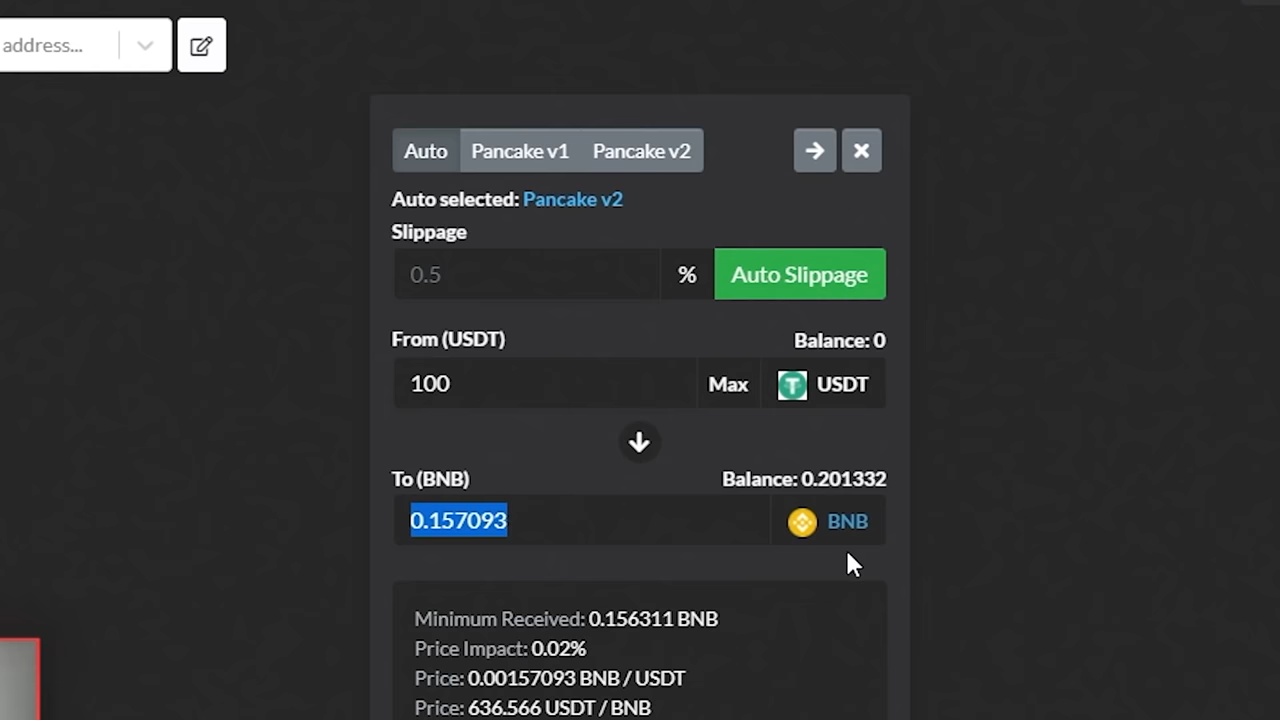 address...
Auto Pancake v1 Pancake v2
Auto selected: Pancake v2
Slippage
0.5 % Auto Slippage
From (USDT) Balance: 0
100 Max USDT
To (BNB) Balance: 0.201332
0.157093 BNB
Minimum Received: 0.156311 BNB
Price Impact: 0.02%
Price: 0.00157093 BNB / USDT
Price: 636.566 USDT / BNB